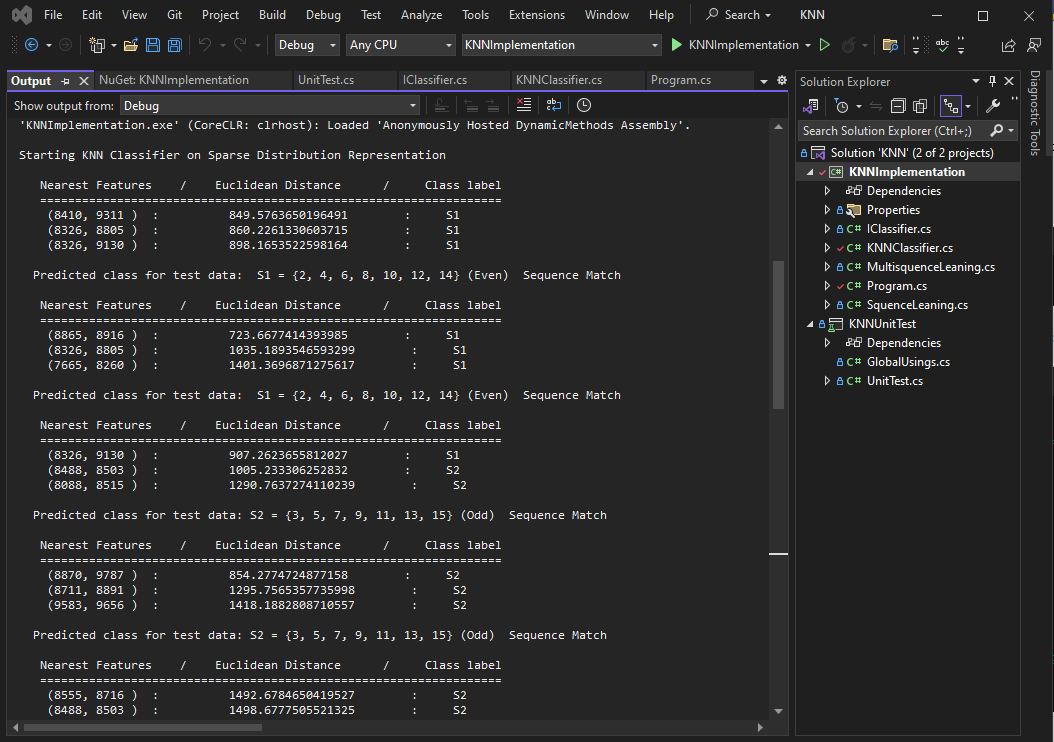 File Edit View Git Project Build Debug Test Analyze Tools Extensions Window Help Search KNN
Debug Any CPU KNNImplementation KNNImplementation abc
Output NuGet: KNNImplementation UnitTest.cs IClassifier.cs KNNClassifier.cs Program.cs
Show output from: Debug
'KNNImplementation.exe' (CoreCLR: clrhost): Loaded 'Anonymously Hosted DynamicMethods Assembly'.
Starting KNN Classifier on Sparse Distribution Representation
Nearest Features / Euclidean Distance / Class label
==================================================================
(8410, 9311 ) : 849.5763650196491 : S1
(8326, 8805 ) : 860.2261330603715 : S1
(8326, 9130 ) : 898.1653522598164 : S1
Predicted class for test data: S1 = {2, 4, 6, 8, 10, 12, 14} (Even) Sequence Match
Nearest Features / Euclidean Distance / Class label
==================================================================
(8865, 8916 ) : 723.6677414393985 : S1
(8326, 8805 ) : 1035.1893546593299 : S1
(7665, 8260 ) : 1401.3696871275617 : S1
Predicted class for test data: S1 = {2, 4, 6, 8, 10, 12, 14} (Even) Sequence Match
Nearest Features / Euclidean Distance / Class label
==================================================================
(8326, 9130 ) : 907.2623655812027 : S1
(8488, 8503 ) : 1005.233306252832 : S2
(8088, 8515 ) : 1290.7637274110239 : S2
Predicted class for test data: S2 = {3, 5, 7, 9, 11, 13, 15} (Odd) Sequence Match
Nearest Features / Euclidean Distance / Class label
==================================================================
(8870, 9787 ) : 854.2774724877158 : S2
(8711, 8891 ) : 1295.7565357735998 : S2
(9583, 9656 ) : 1418.1882808710557 : S2
Predicted class for test data: S2 = {3, 5, 7, 9, 11, 13, 15} (Odd) Sequence Match
Nearest Features / Euclidean Distance / Class label
==================================================================
(8555, 8716 ) : 1492.6784650419527 : S2
(8488, 8503 ) : 1498.6777505521325 : S2
Solution Explorer
Search Solution Explorer (Ctrl+;)
Solution 'KNN' (2 of 2 projects)
C# KNNImplementation
Dependencies
Properties
C# IClassifier.cs
C# KNNClassifier.cs
C# MultisquenceLeaning.cs
C# Program.cs
C# SquenceLeaning.cs
KNNUnitTest
Dependencies
C# GlobalUsings.cs
C# UnitTest.cs
Diagnostic Tools